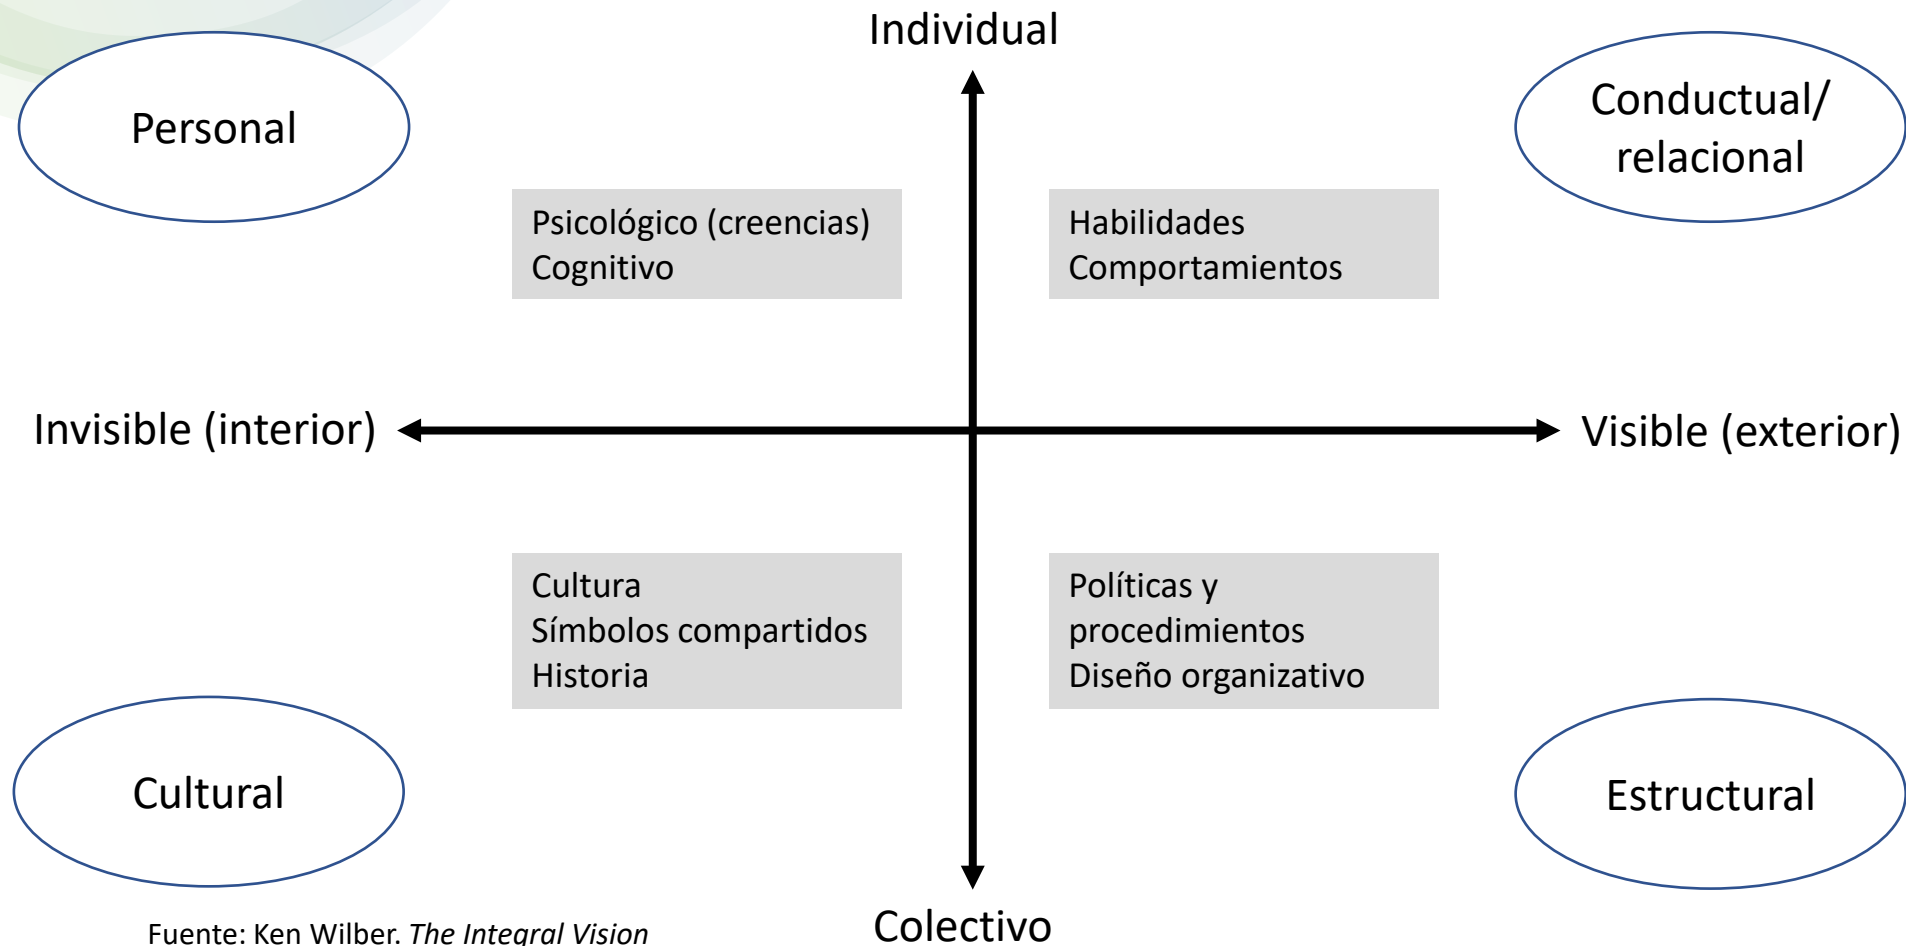 Individual
Personal
Conductual/
relacional
Psicológico (creencias)
Cognitivo
Habilidades
Comportamientos
Invisible (interior)
Visible (exterior)
Cultura
Símbolos compartidos
Historia
Políticas y
procedimientos
Diseño organizativo
Cultural
Estructural
Colectivo
Fuente: Ken Wilber. The Integral Vision